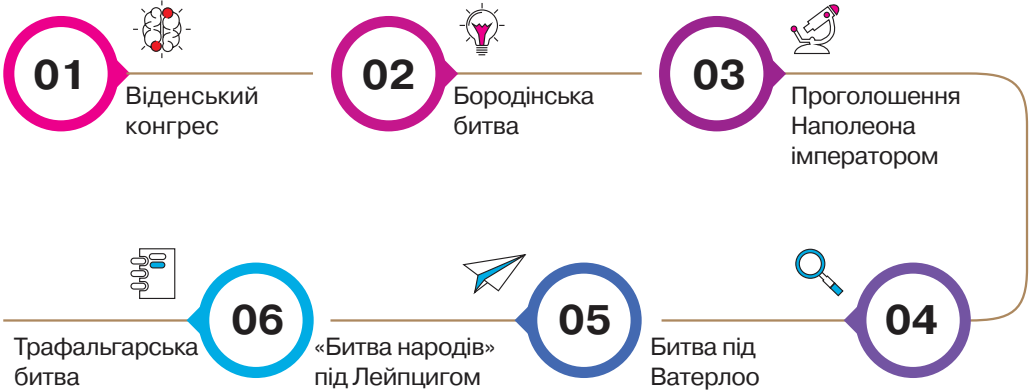 01
Віденський
конгрес
02
Бородінська
битва
03
Проголошення
Наполеона
імператором
04
Битва під
Ватерлоо
05
«Битва народів»
під Лейпцигом
06
Трафальгарська
битва